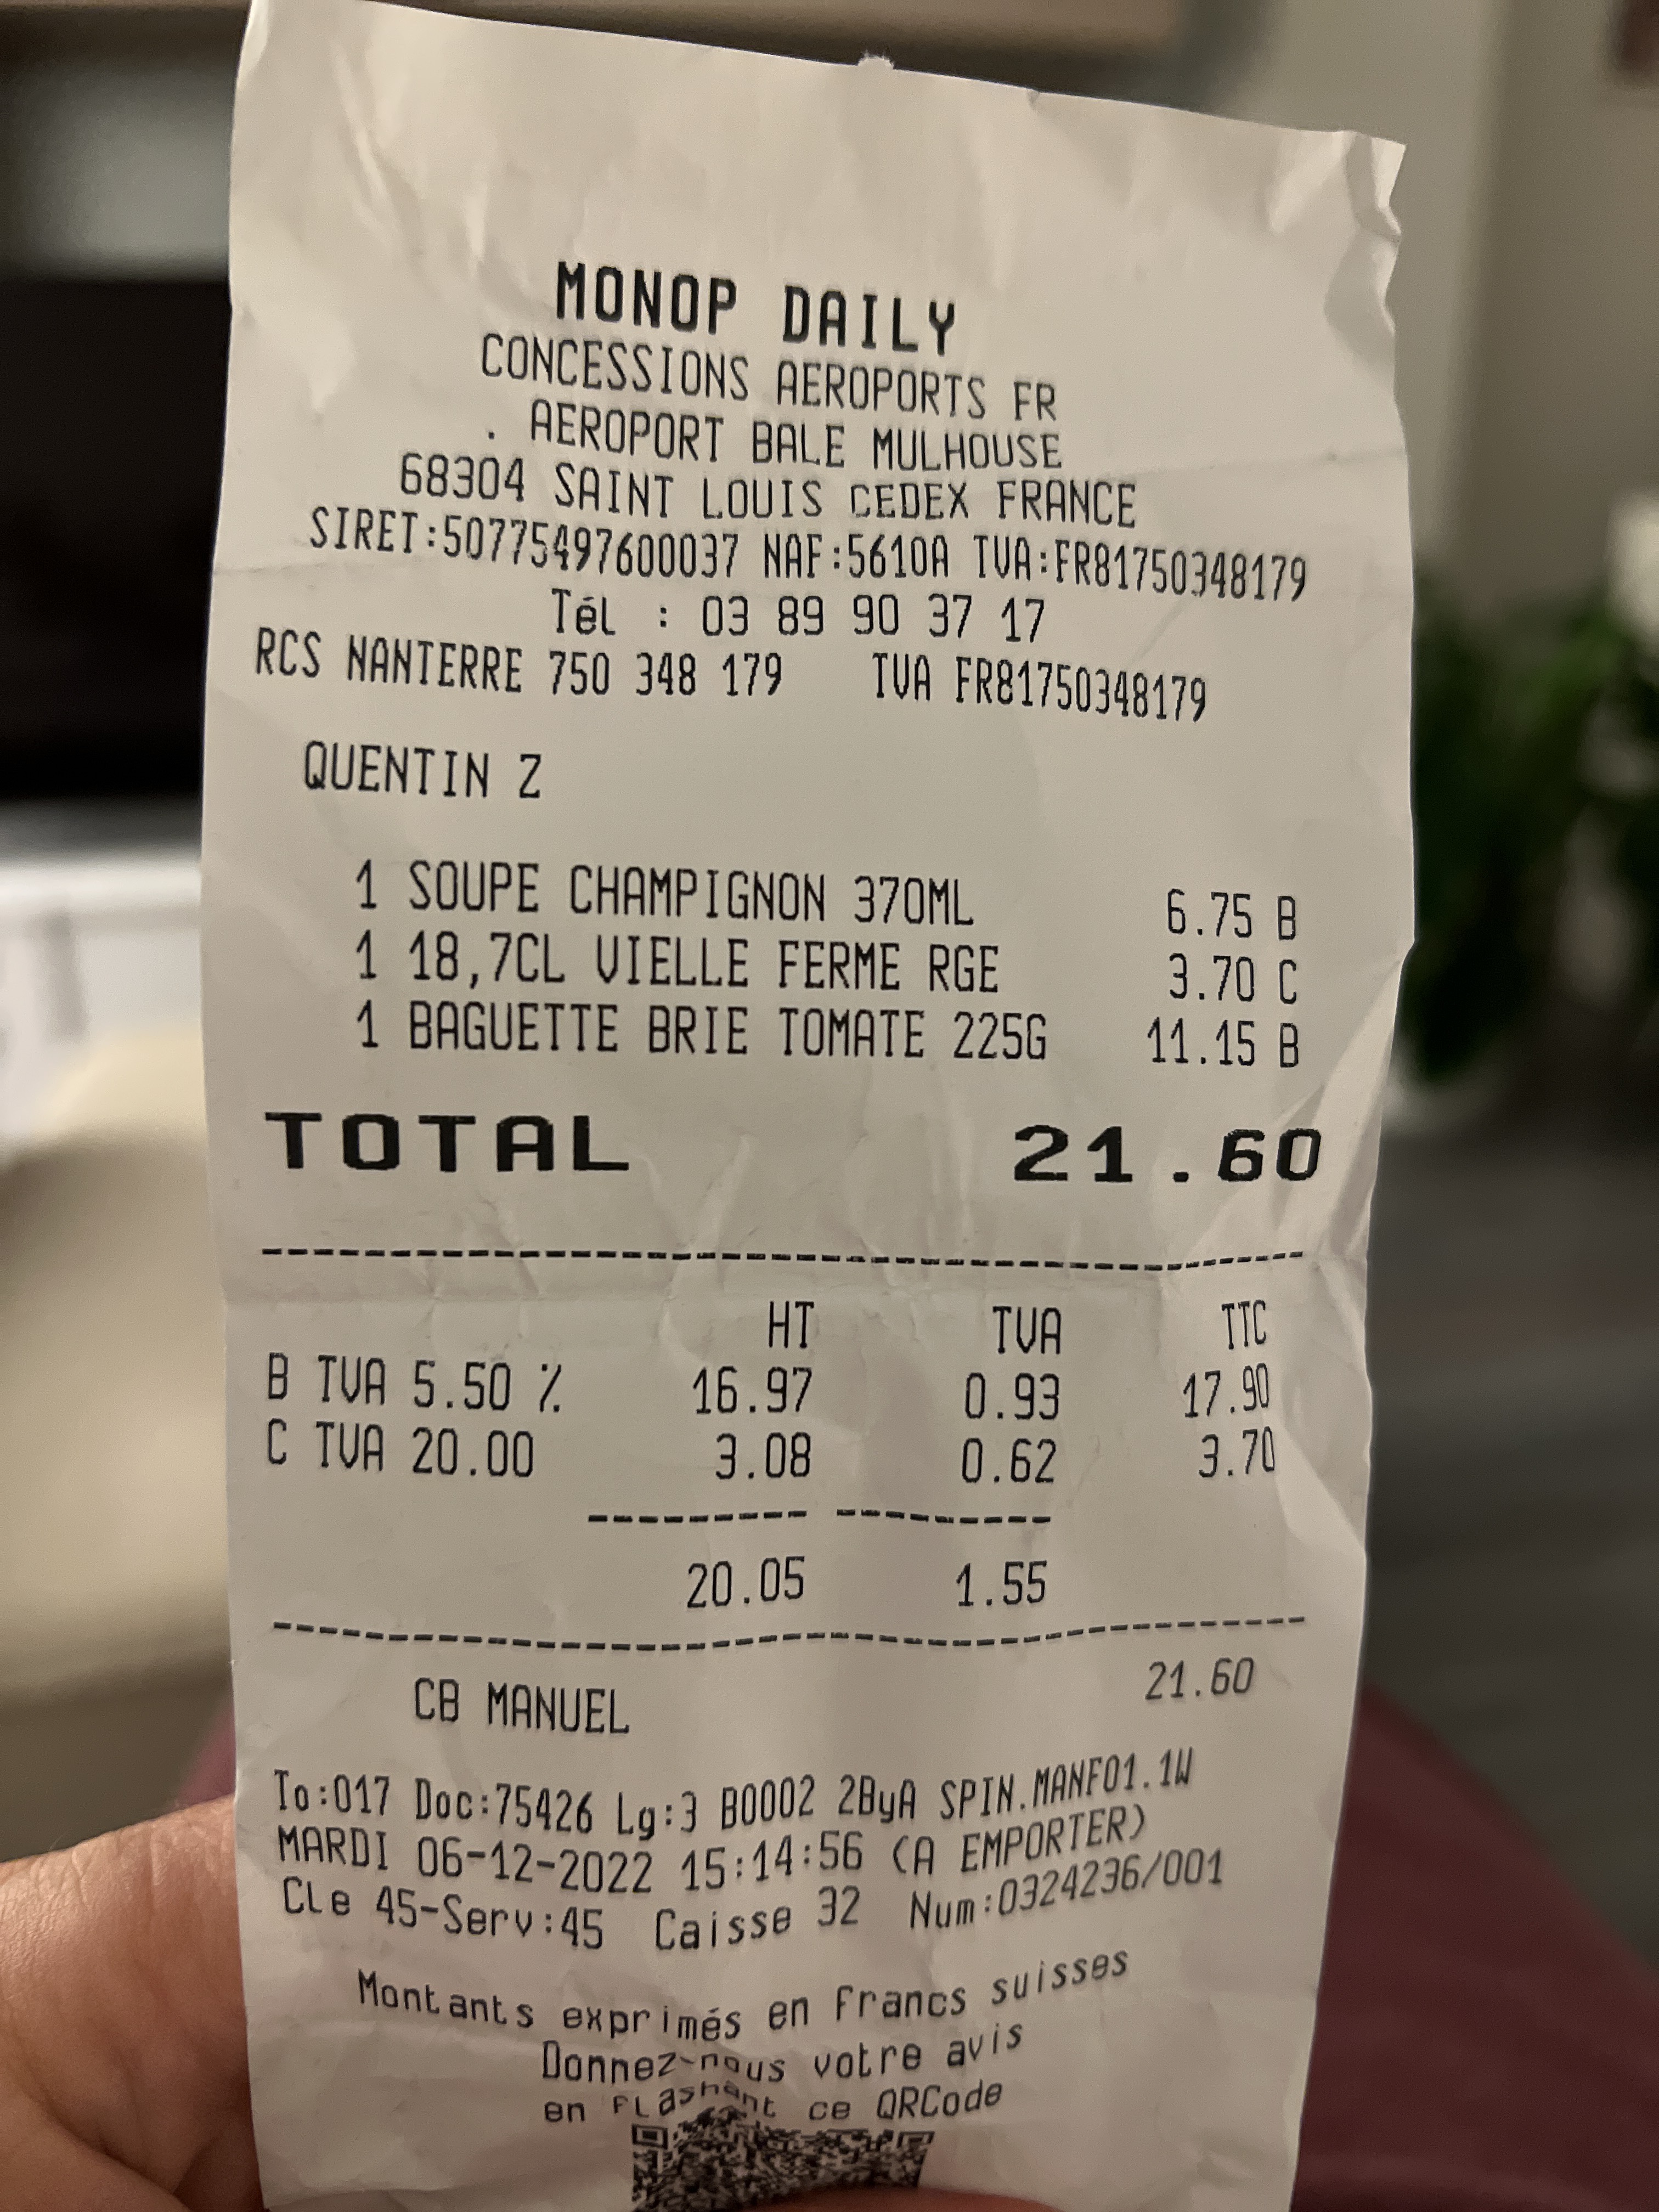 MONOP DAILY
CONCESSIONS AEROPORTS FR
. AEROPORT BALE MULHOUSE
68304 SAINT LOUIS CEDEX FRANCE
SIRET:50775497600037 NAF:5610A TVA:FR81750348179
Tél : 03 89 90 37 17
RCS NANTERRE 750 348 179 TVA FR81750348179
QUENTIN Z
1 SOUPE CHAMPIGNON 370ML 6.75 B
1 18,7CL VIELLE FERME RGE 3.70 C
1 BAGUETTE BRIE TOMATE 225G 11.15 B
TOTAL 21.60
HT TVA TTC
B TVA 5.50 % 16.97 0.93 17.90
C TVA 20.00 3.08 0.62 3.70
20.05 1.55
CB MANUEL 21.60
To:017 Doc:75426 Lg:3 B0002 2ByA SPIN.MANF01.1W
MARDI 06-12-2022 15:14:56 (A EMPORTER)
Cle 45-Serv:45 Caisse 32 Num:0324236/001
Montants exprimés en Francs suisses
Donnez-nous votre avis
en flashant ce QRCode